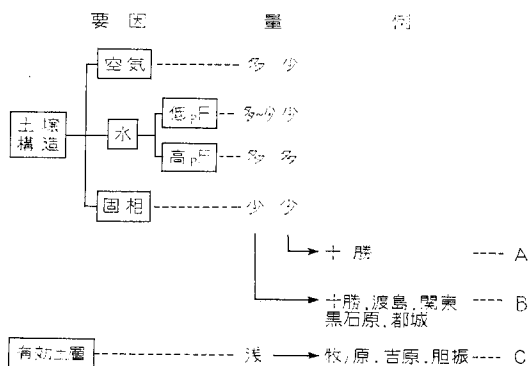 要因 量 例
空気 多 少
土壌
構造
水
低pF 多~少 少
高pF 多 多
固相 少 少
十勝 A
十勝,渡島,関東 B
黒石原,都城
有効土層 浅 牧ノ原,吉原,胆振 C